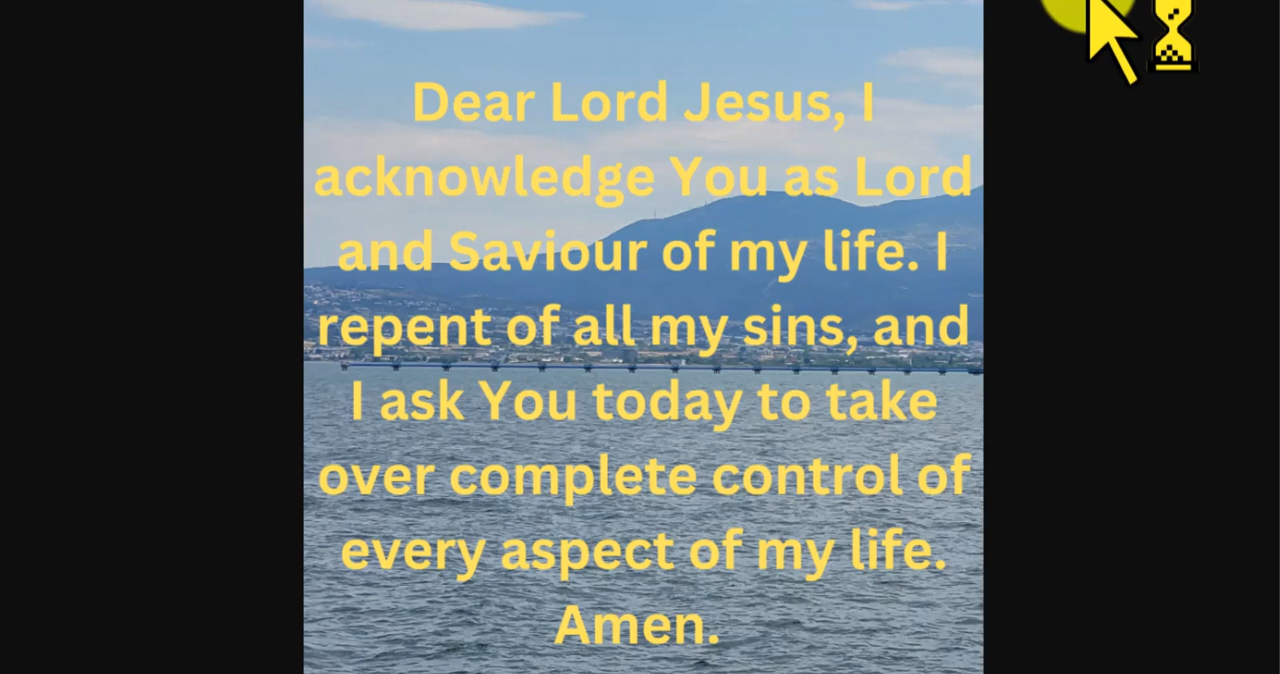 Dear Lord Jesus, I
acknowledge You as Lord
and Saviour of my life. I
repent of all my sins, and
I ask You today to take
over complete control of
every aspect of my life.
Amen.